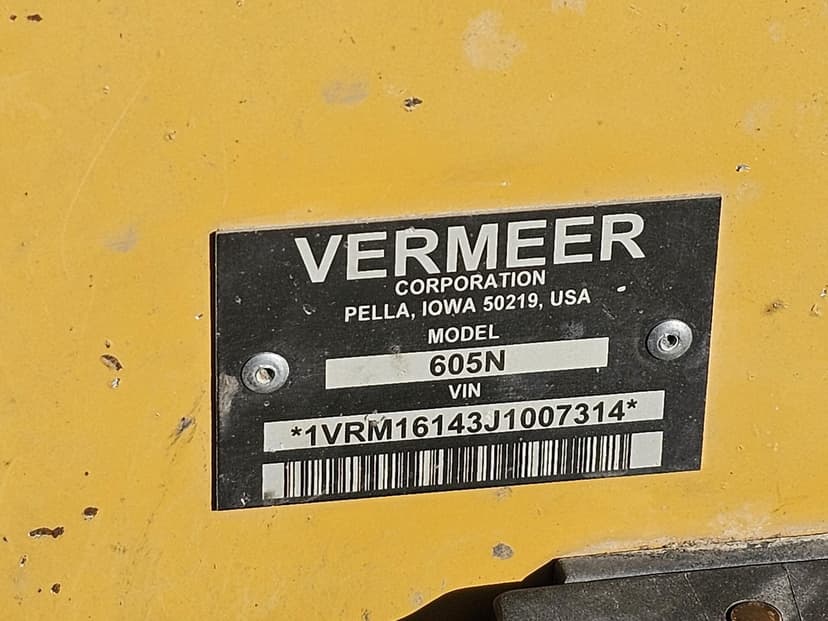 VERMEER
CORPORATION
PELLA, IOWA 50219, USA
MODEL
605N
VIN
*1VRM16143J1007314*